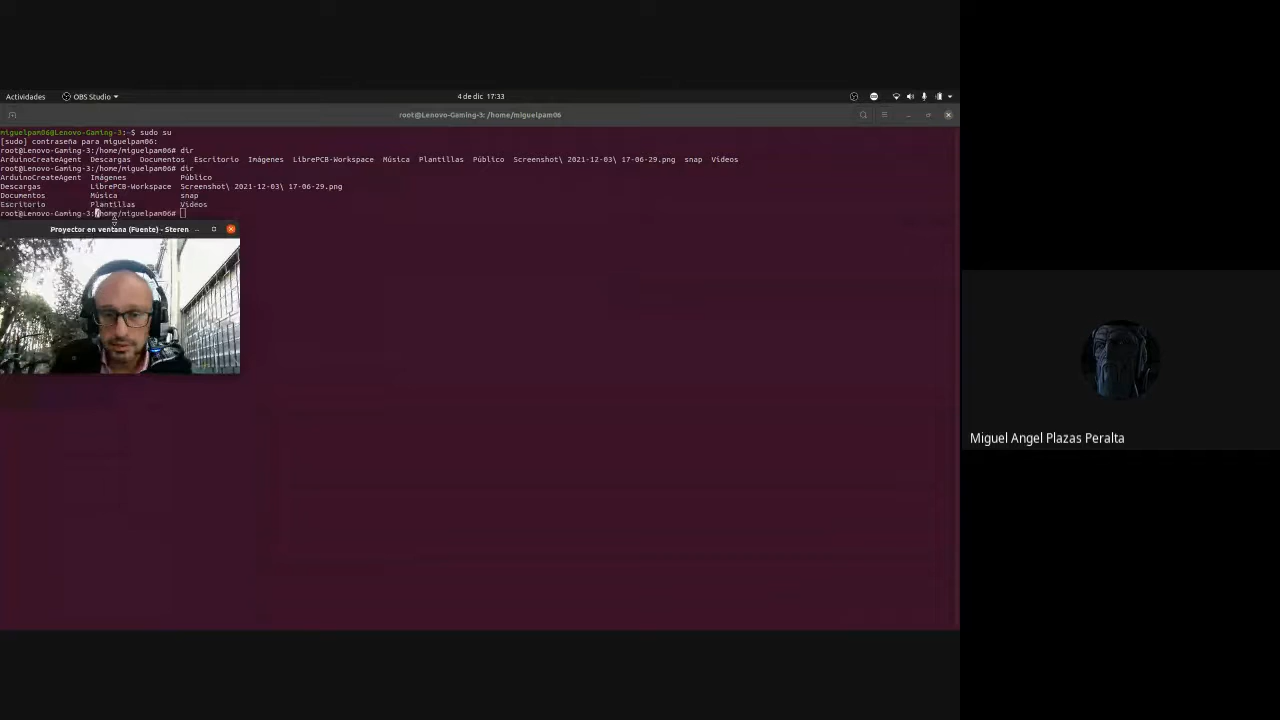 Actividades OBS Studio 4 de dic 17:33
root@Lenovo-Gaming-3: /home/miguelpam06
miguelpam06@Lenovo-Gaming-3:~$ sudo su
[sudo] contraseña para miguelpam06:
root@Lenovo-Gaming-3:/home/miguelpam06# dir
ArduinoCreateAgent Descargas Documentos Escritorio Imágenes LibrePCB-Workspace Música Plantillas Público Screenshot\ 2021-12-03\ 17-06-29.png snap Vídeos
root@Lenovo-Gaming-3:/home/miguelpam06# dir
ArduinoCreateAgent Imágenes Público
Descargas LibrePCB-Workspace Screenshot\ 2021-12-03\ 17-06-29.png
Documentos Música snap
Escritorio Plantillas Vídeos
root@Lenovo-Gaming-3:/home/miguelpam06#
Proyector en ventana (Fuente) - Steren
Miguel Angel Plazas Peralta